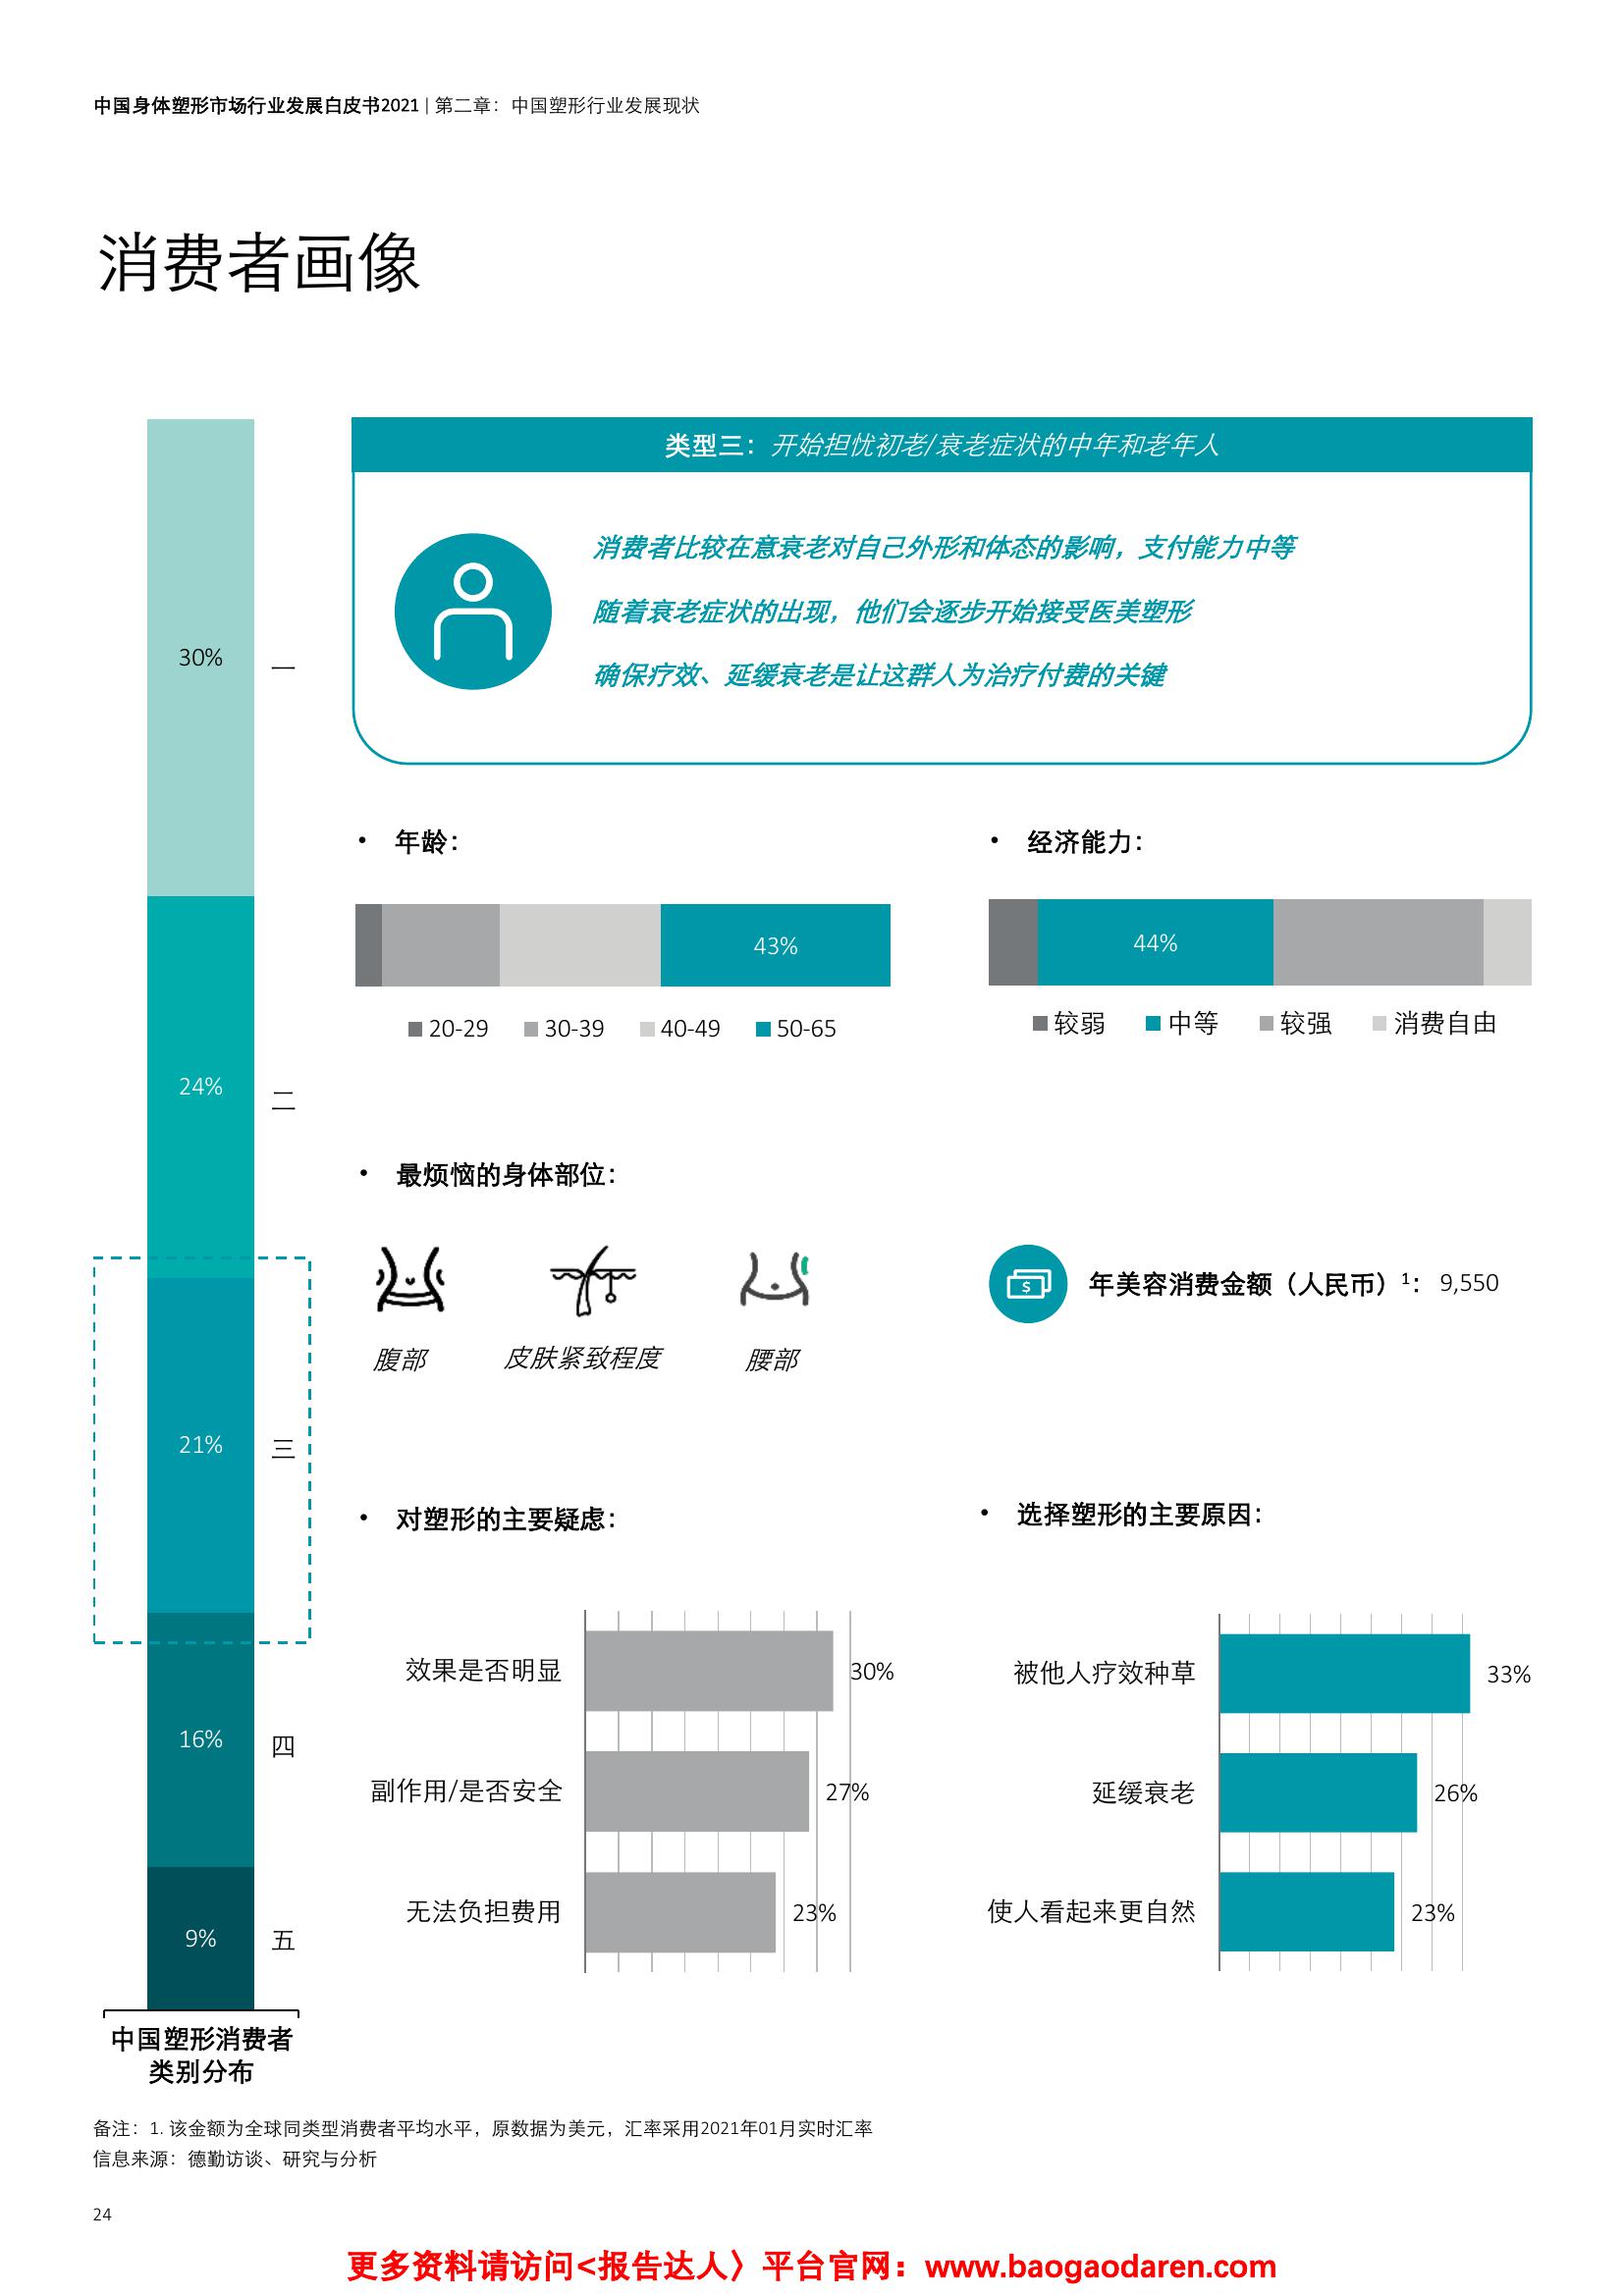 中国身体塑形市场行业发展白皮书2021 | 第二章：中国塑形行业发展现状
消费者画像
30%
一
24%
二
21%
三
16%
四
9%
五
中国塑形消费者
类别分布
类型三：开始担忧初老/衰老症状的中年和老年人
消费者比较在意衰老对自己外形和体态的影响，支付能力中等
随着衰老症状的出现，他们会逐步开始接受医美塑形
确保疗效、延缓衰老是让这群人为治疗付费的关键
• 年龄：
43%
20-29 30-39 40-49 50-65
• 经济能力：
44%
较弱 中等 较强 消费自由
• 最烦恼的身体部位：
腹部 皮肤紧致程度 腰部
$
年美容消费金额（人民币）¹： 9,550
• 对塑形的主要疑虑：
效果是否明显 30%
副作用/是否安全 27%
无法负担费用 23%
• 选择塑形的主要原因：
被他人疗效种草 33%
延缓衰老 26%
使人看起来更自然 23%
备注：1. 该金额为全球同类型消费者平均水平，原数据为美元，汇率采用2021年01月实时汇率
信息来源：德勤访谈、研究与分析
24
更多资料请访问<报告达人〉平台官网：www.baogaodaren.com